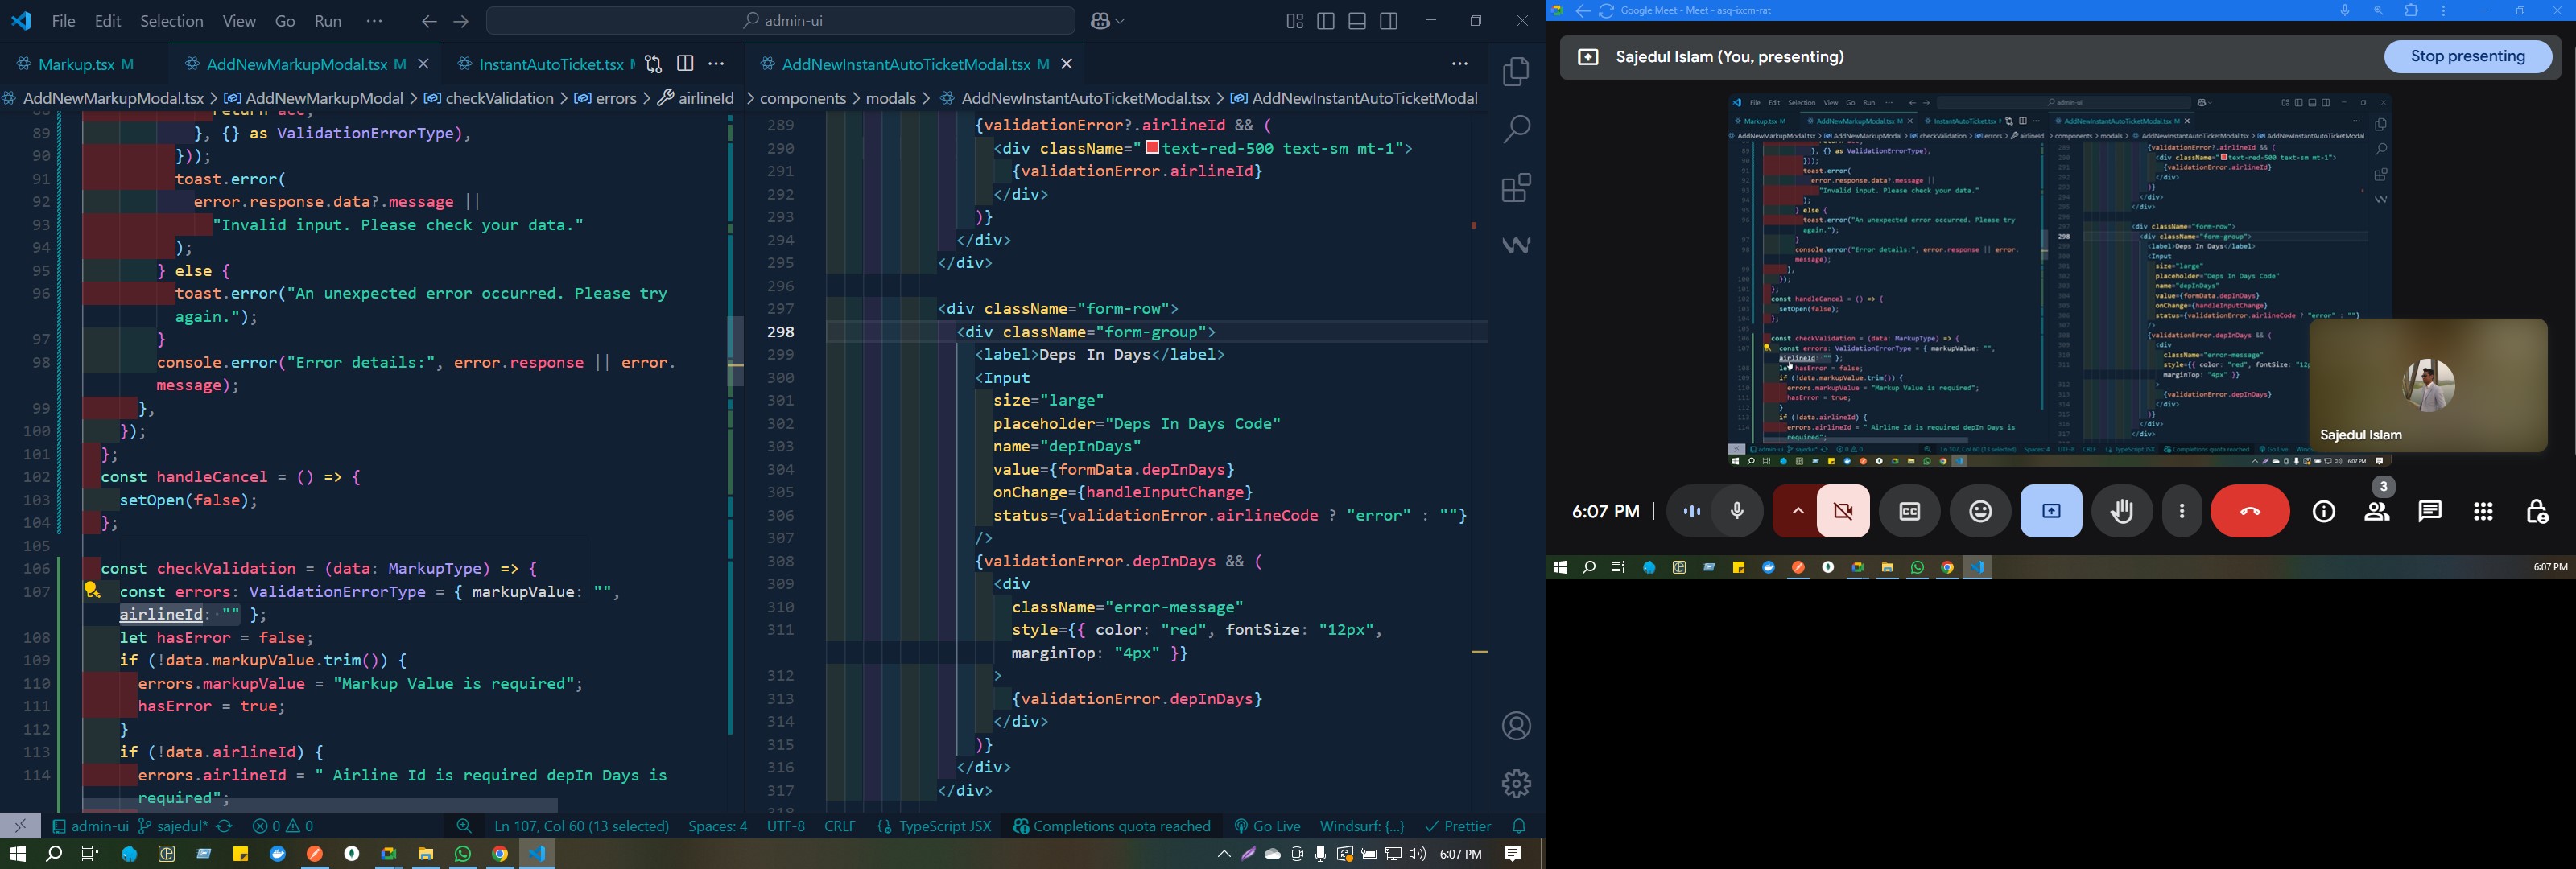 File Edit Selection View Go Run ··· admin-ui
Markup.tsx M AddNewMarkupModal.tsx M InstantAutoTicket.tsx
AddNewMarkupModal.tsx > AddNewMarkupModal > checkValidation > errors > airlineId
89 }, {} as ValidationErrorType),
90 }));
91 toast.error(
92 error.response.data?.message ||
93 "Invalid input. Please check your data."
94 );
95 } else {
96 toast.error("An unexpected error occurred. Please try
again.");
97 }
98 console.error("Error details:", error.response || error.
message);
99 },
100 });
101 };
102 const handleCancel = () => {
103 setOpen(false);
104 };
105
106 const checkValidation = (data: MarkupType) => {
107 const errors: ValidationErrorType = { markupValue: "",
airlineId: "" };
108 let hasError = false;
109 if (!data.markupValue.trim()) {
110 errors.markupValue = "Markup Value is required";
111 hasError = true;
112 }
113 if (!data.airlineId) {
114 errors.airlineId = " Airline Id is required depIn Days is
required";
AddNewInstantAutoTicketModal.tsx M
> components > modals > AddNewInstantAutoTicketModal.tsx > AddNewInstantAutoTicketModal
289 {validationError?.airlineId && (
290 <div className="text-red-500 text-sm mt-1">
291 {validationError.airlineId}
292 </div>
293 )}
294 </div>
295 </div>
296
297 <div className="form-row">
298 <div className="form-group">
299 <label>Deps In Days</label>
300 <Input
301 size="large"
302 placeholder="Deps In Days Code"
303 name="depInDays"
304 value={formData.depInDays}
305 onChange={handleInputChange}
306 status={validationError.airlineCode ? "error" : ""}
307 />
308 {validationError.depInDays && (
309 <div
310 className="error-message"
311 style={{ color: "red", fontSize: "12px",
marginTop: "4px" }}
312 >
313 {validationError.depInDays}
314 </div>
315 )}
316 </div>
317 </div>
admin-ui sajedul* 0 0 Ln 107, Col 60 (13 selected) Spaces: 4 UTF-8 CRLF {} TypeScript JSX Completions quota reached Go Live Windsurf: {...} Prettier
6:07 PM
Google Meet - Meet - asq-ixcm-rat
Sajedul Islam (You, presenting) Stop presenting
Sajedul Islam
6:07 PM 3
6:07 PM